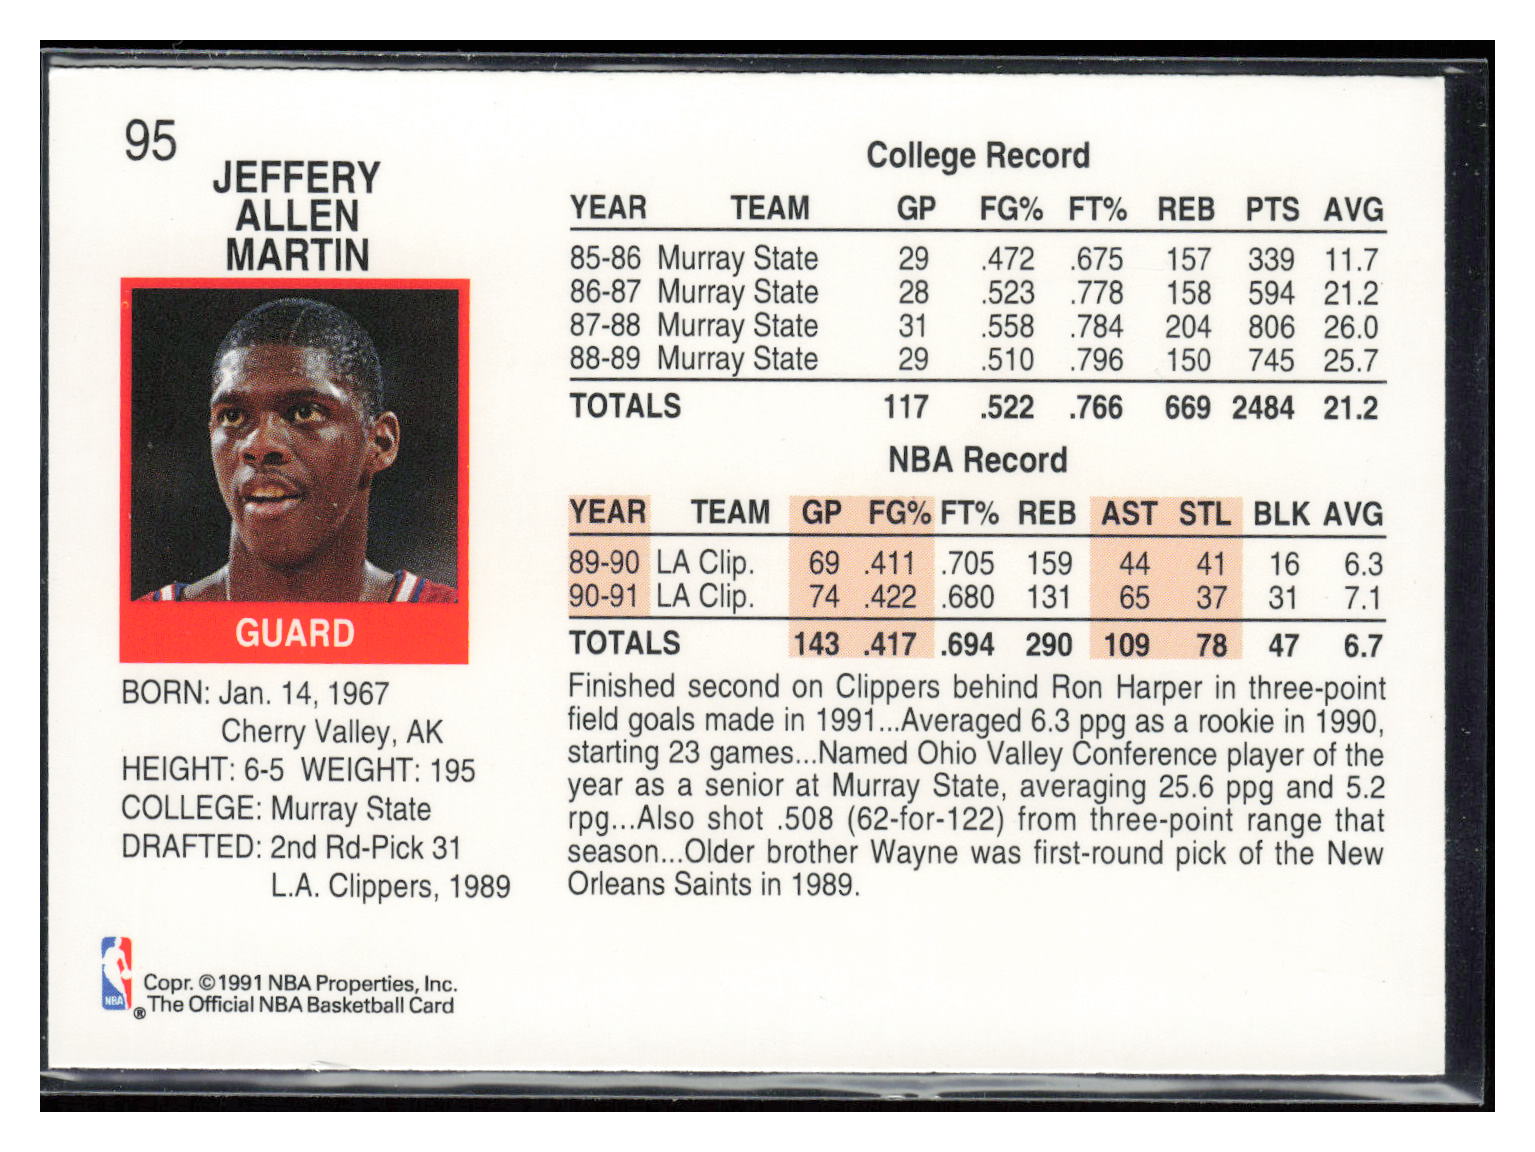 95
JEFFERY
ALLEN
MARTIN
GUARD
BORN: Jan. 14, 1967
Cherry Valley, AK
HEIGHT: 6-5 WEIGHT: 195
COLLEGE: Murray State
DRAFTED: 2nd Rd-Pick 31
L.A. Clippers, 1989
NBA
Copr. ©1991 NBA Properties, Inc.
® The Official NBA Basketball Card
College Record
YEAR TEAM GP FG% FT% REB PTS AVG
85-86 Murray State 29 .472 .675 157 339 11.7
86-87 Murray State 28 .523 .778 158 594 21.2
87-88 Murray State 31 .558 .784 204 806 26.0
88-89 Murray State 29 .510 .796 150 745 25.7
TOTALS 117 .522 .766 669 2484 21.2
NBA Record
YEAR TEAM GP FG% FT% REB AST STL BLK AVG
89-90 LA Clip. 69 .411 .705 159 44 41 16 6.3
90-91 LA Clip. 74 .422 .680 131 65 37 31 7.1
TOTALS 143 .417 .694 290 109 78 47 6.7
Finished second on Clippers behind Ron Harper in three-point
field goals made in 1991...Averaged 6.3 ppg as a rookie in 1990,
starting 23 games...Named Ohio Valley Conference player of the
year as a senior at Murray State, averaging 25.6 ppg and 5.2
rpg...Also shot .508 (62-for-122) from three-point range that
season...Older brother Wayne was first-round pick of the New
Orleans Saints in 1989.